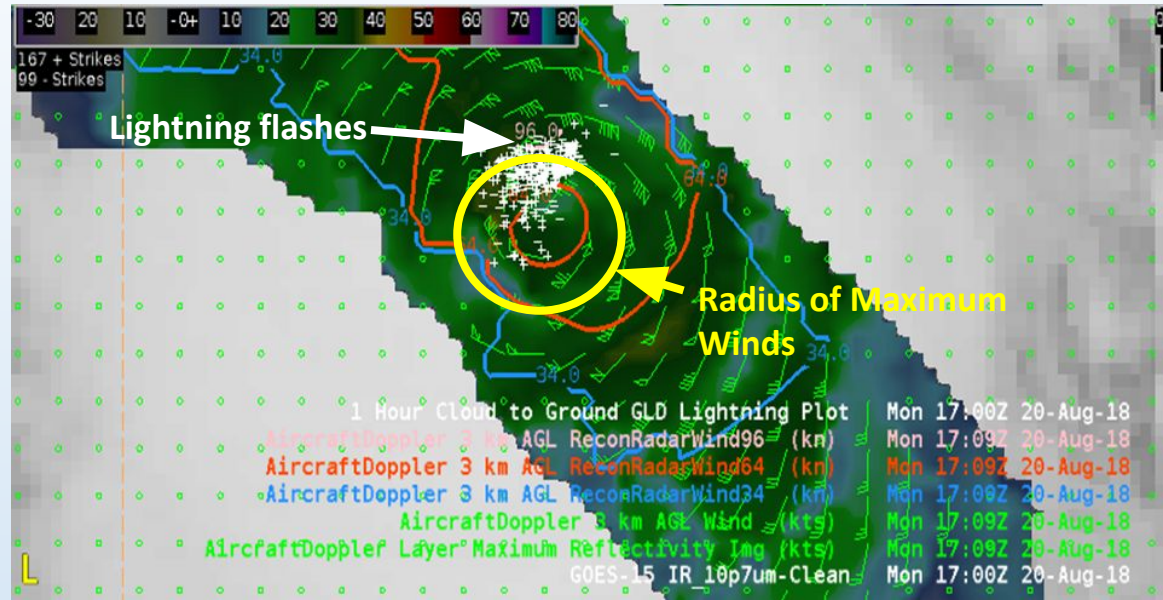 -30 20 10 -0+ 10 20 30 40 50 60 70 80
167 + Strikes
99 - Strikes
34.0
Lightning flashes
96.0
64.0
34.0
34.0
64.0
Radius of Maximum
Winds
34.0
34.0
1 Hour Cloud to Ground GLD Lightning Plot Mon 17:00Z 20-Aug-18
AircraftDoppler 3 km AGL ReconRadarWind96 (kn) Mon 17:09Z 20-Aug-18
AircraftDoppler 3 km AGL ReconRadarWind64 (kn) Mon 17:09Z 20-Aug-18
AircraftDoppler 3 km AGL ReconRadarWind34 (kn) Mon 17:09Z 20-Aug-18
AircraftDoppler 3 km AGL Wind (kts) Mon 17:09Z 20-Aug-18
AircraftDoppler Layer Maximum Reflectivity Img (kts) Mon 17:09Z 20-Aug-18
GOES-15 IR_10p7um-Clean Mon 17:00Z 20-Aug-18
L